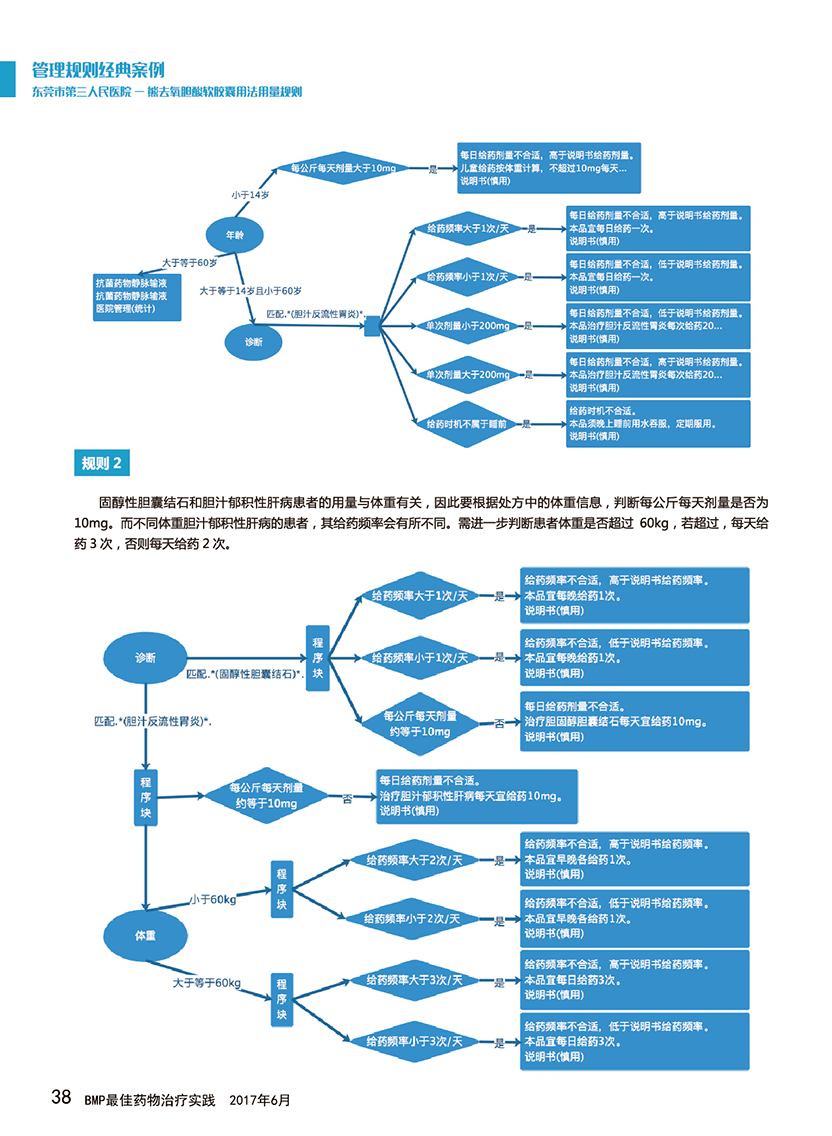 管理规则经典案例
东莞市第三人民医院 — 熊去氧胆酸软胶囊用法用量规则
每公斤每天剂量大于10mg
是
每日给药剂量不合适，高于说明书给药剂量。
儿童给药按体重计算，不超过10mg每天...
说明书(慎用)
小于14岁
年龄
大于等于60岁
抗菌药物静脉输液
抗菌药物静脉输液
医院管理(统计)
大于等于14岁且小于60岁
诊断
匹配.*(胆汁反流性胃炎)*.
给药频率大于1次/天
是
每日给药剂量不合适，高于说明书给药剂量。
本品宜每日给药一次。
说明书(慎用)
给药频率小于1次/天
是
每日给药剂量不合适，低于说明书给药剂量。
本品宜每日给药一次。
说明书(慎用)
单次剂量小于200mg
是
每日给药剂量不合适，低于说明书给药剂量。
本品治疗胆汁反流性胃炎每次给药20...
说明书(慎用)
单次剂量大于200mg
是
每日给药剂量不合适，高于说明书给药剂量。
本品治疗胆汁反流性胃炎每次给药20...
说明书(慎用)
给药时机不属于睡前
是
给药时机不合适。
本品须晚上睡前用水吞服，定期服用。
说明书(慎用)
规则 2
固醇性胆囊结石和胆汁郁积性肝病患者的用量与体重有关，因此要根据处方中的体重信息，判断每公斤每天剂量是否为
10mg。而不同体重胆汁郁积性肝病的患者，其给药频率会有所不同。需进一步判断患者体重是否超过 60kg，若超过，每天给
药 3 次，否则每天给药 2 次。
诊断
匹配.*(固醇性胆囊结石)*.
程序块
给药频率大于1次/天
是
给药频率不合适，高于说明书给药频率。
本品宜每晚给药1次。
说明书(慎用)
给药频率小于1次/天
是
给药频率不合适，低于说明书给药频率。
本品宜每晚给药1次。
说明书(慎用)
每公斤每天剂量
约等于10mg
否
每日给药剂量不合适。
治疗胆固醇胆囊结石每天宜给药10mg。
说明书(慎用)
匹配.*(胆汁反流性胃炎)*.
程序块
每公斤每天剂量
约等于10mg
否
每日给药剂量不合适。
治疗胆汁郁积性肝病每天宜给药10mg。
说明书(慎用)
体重
小于60kg
程序块
给药频率大于2次/天
是
给药频率不合适，高于说明书给药频率。
本品宜早晚各给药1次。
说明书(慎用)
给药频率小于2次/天
是
给药频率不合适，低于说明书给药频率。
本品宜早晚各给药1次。
说明书(慎用)
大于等于60kg
程序块
给药频率大于3次/天
是
给药频率不合适，高于说明书给药频率。
本品宜每日给药3次。
说明书(慎用)
给药频率小于3次/天
是
给药频率不合适，低于说明书给药频率。
本品宜每日给药3次。
说明书(慎用)
38 BMP最佳药物治疗实践 2017年6月